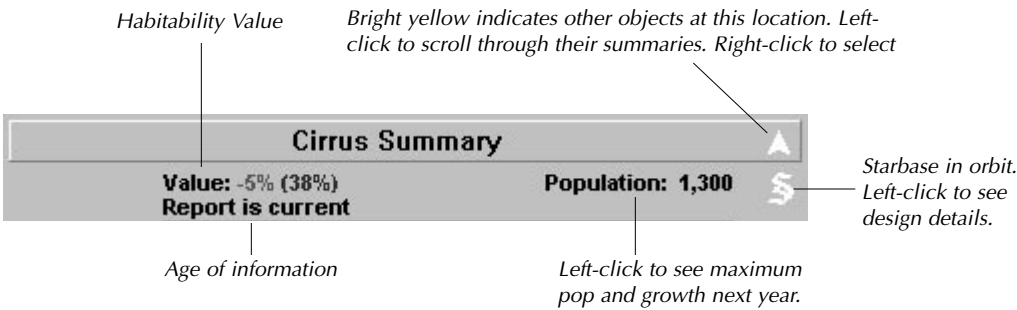 Habitability Value
Bright yellow indicates other objects at this location. Left-
click to scroll through their summaries. Right-click to select
Cirrus Summary
Value: -5% (38%)
Population: 1,300
Report is current
Starbase in orbit.
Left-click to see
design details.
Age of information
Left-click to see maximum
pop and growth next year.